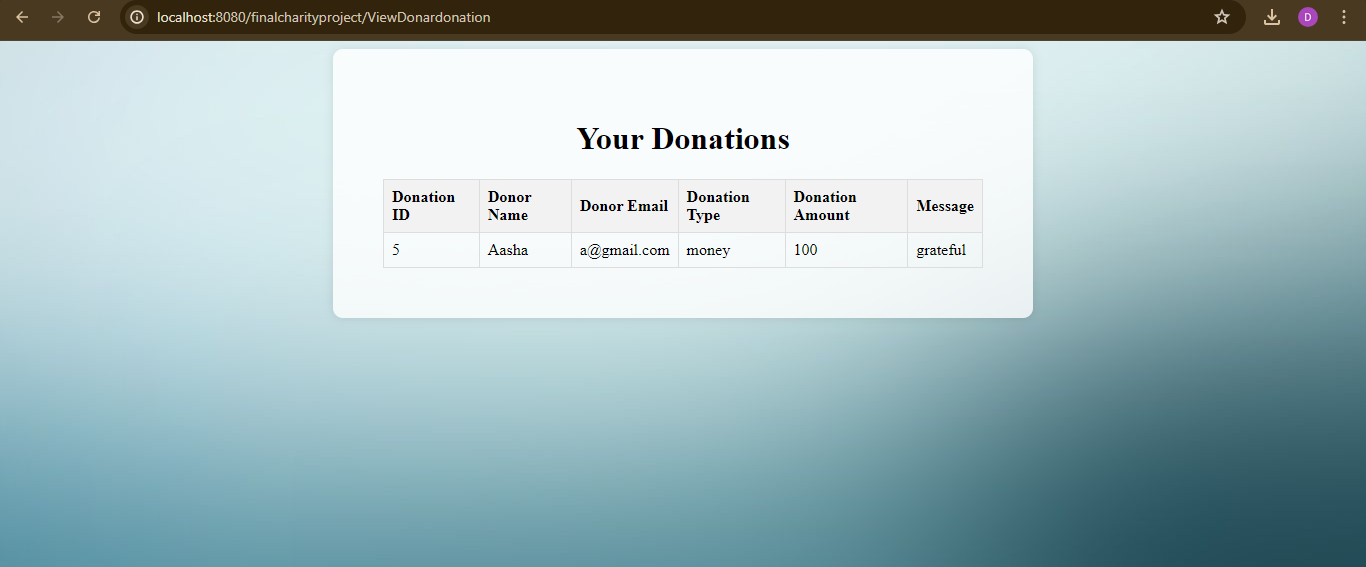 localhost:8080/finalcharityproject/ViewDonardonation
D
Your Donations
Donation ID Donor Name Donor Email Donation Type Donation Amount Message
5 Aasha a@gmail.com money 100 grateful